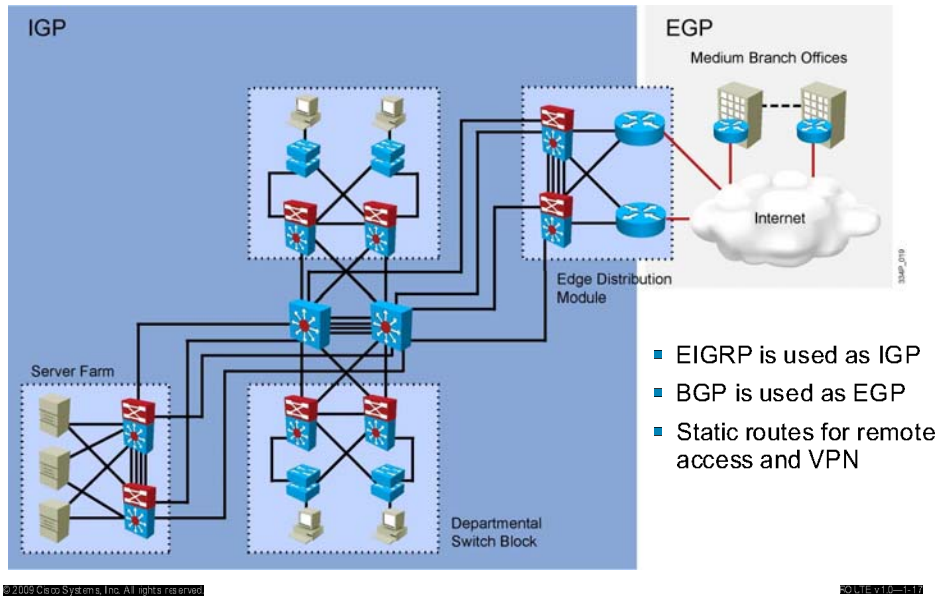 IGP
EGP
Medium Branch Offices
Internet
334P_019
Edge Distribution
Module
Server Farm
Departmental
Switch Block
EIGRP is used as IGP
BGP is used as EGP
Static routes for remote
access and VPN
© 2009 Cisco Systems, Inc. All rights reserved.
ROUTE v1.0—1-17